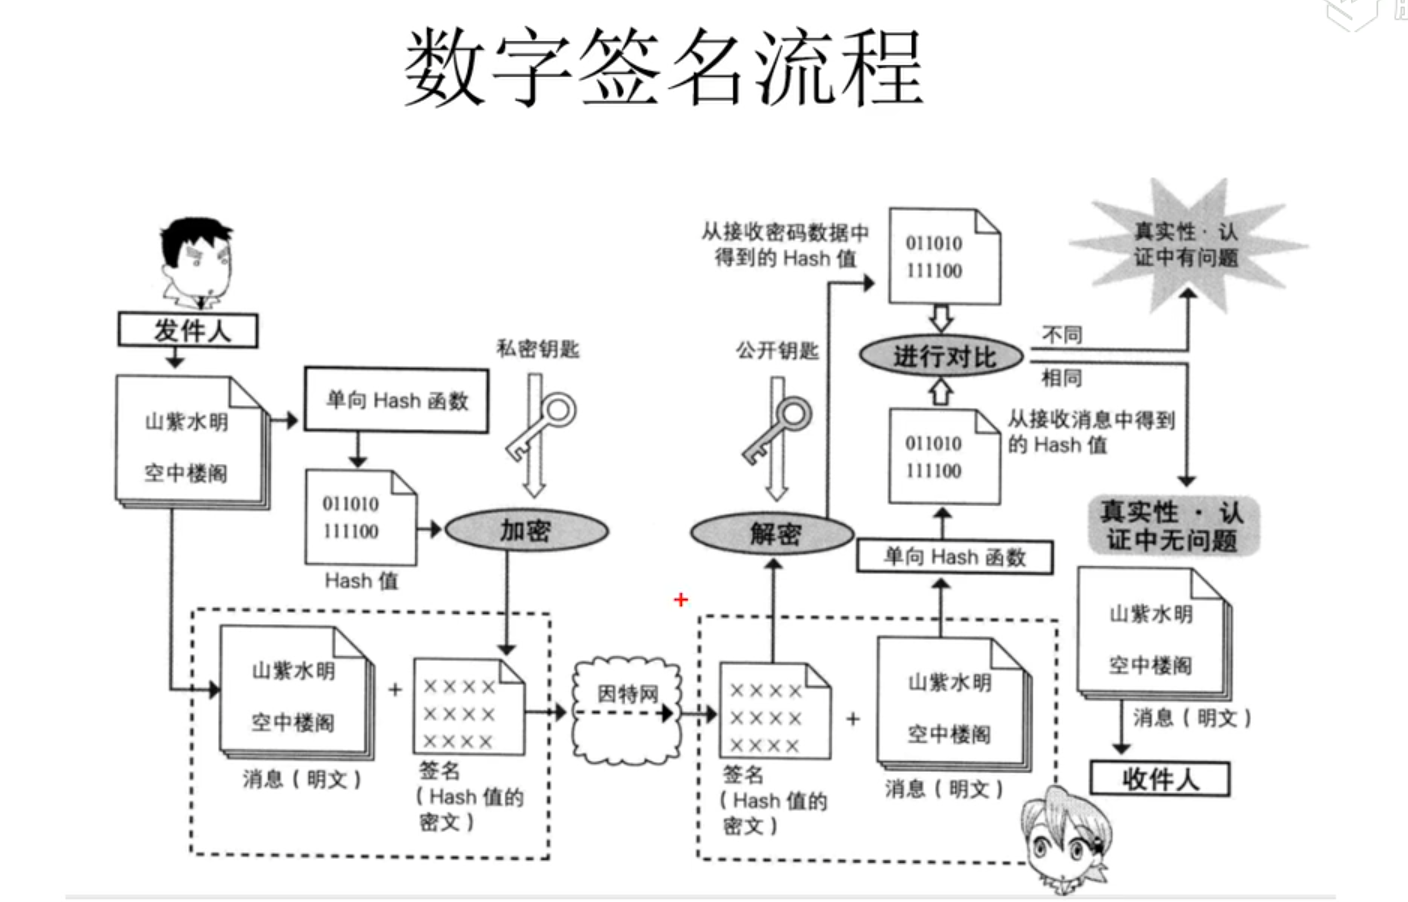 数字签名流程
发件人
山紫水明
空中楼阁
单向 Hash 函数
011010
111100
Hash 值
私密钥匙
加密
山紫水明
空中楼阁
消息（明文）
+
××××
××××
××××
签名
（Hash 值的
密文）
因特网
××××
××××
××××
签名
（Hash 值的
密文）
+
山紫水明
空中楼阁
消息（明文）
公开钥匙
解密
从接收密码数据中
得到的 Hash 值
011010
111100
进行对比
011010
111100
从接收消息中得到
的 Hash 值
单向 Hash 函数
不同
相同
真实性·认
证中有问题
真实性·认
证中无问题
山紫水明
空中楼阁
消息（明文）
收件人